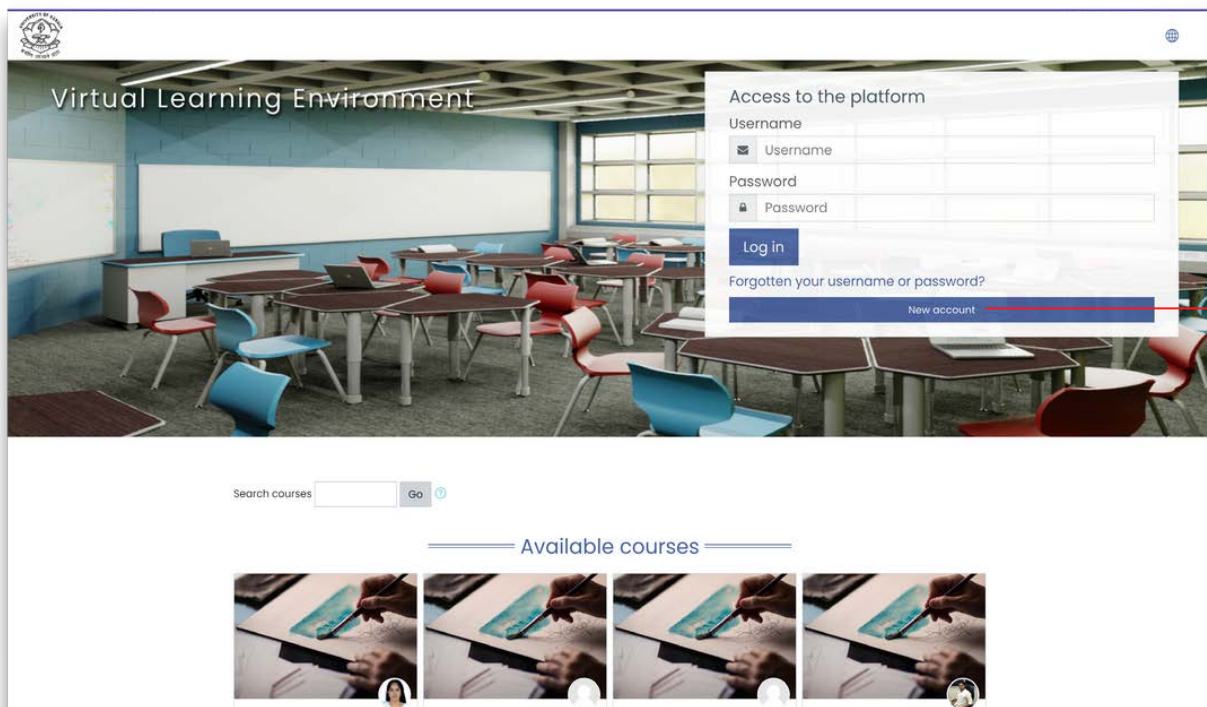 Virtual Learning Environment
Access to the platform
Username
Username
Password
Password
Log in
Forgotten your username or password?
New account
Search courses
Go
?
Available courses